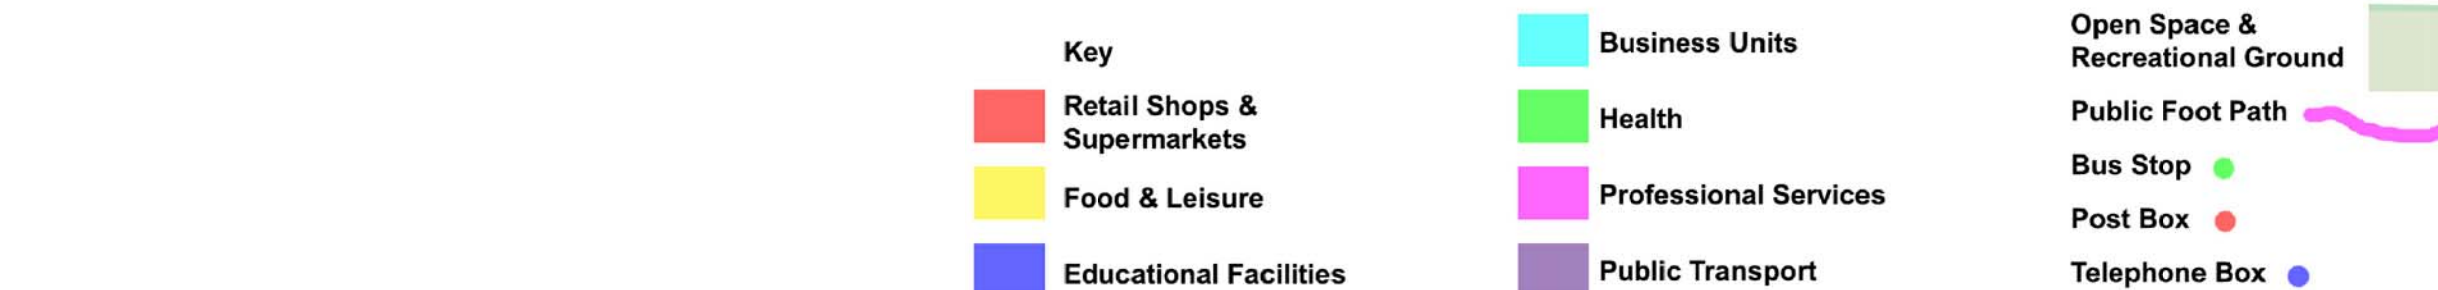 Key
Retail Shops &
Supermarkets
Food & Leisure
Educational Facilities
Business Units
Health
Professional Services
Public Transport
Open Space &
Recreational Ground
Public Foot Path
Bus Stop
Post Box
Telephone Box